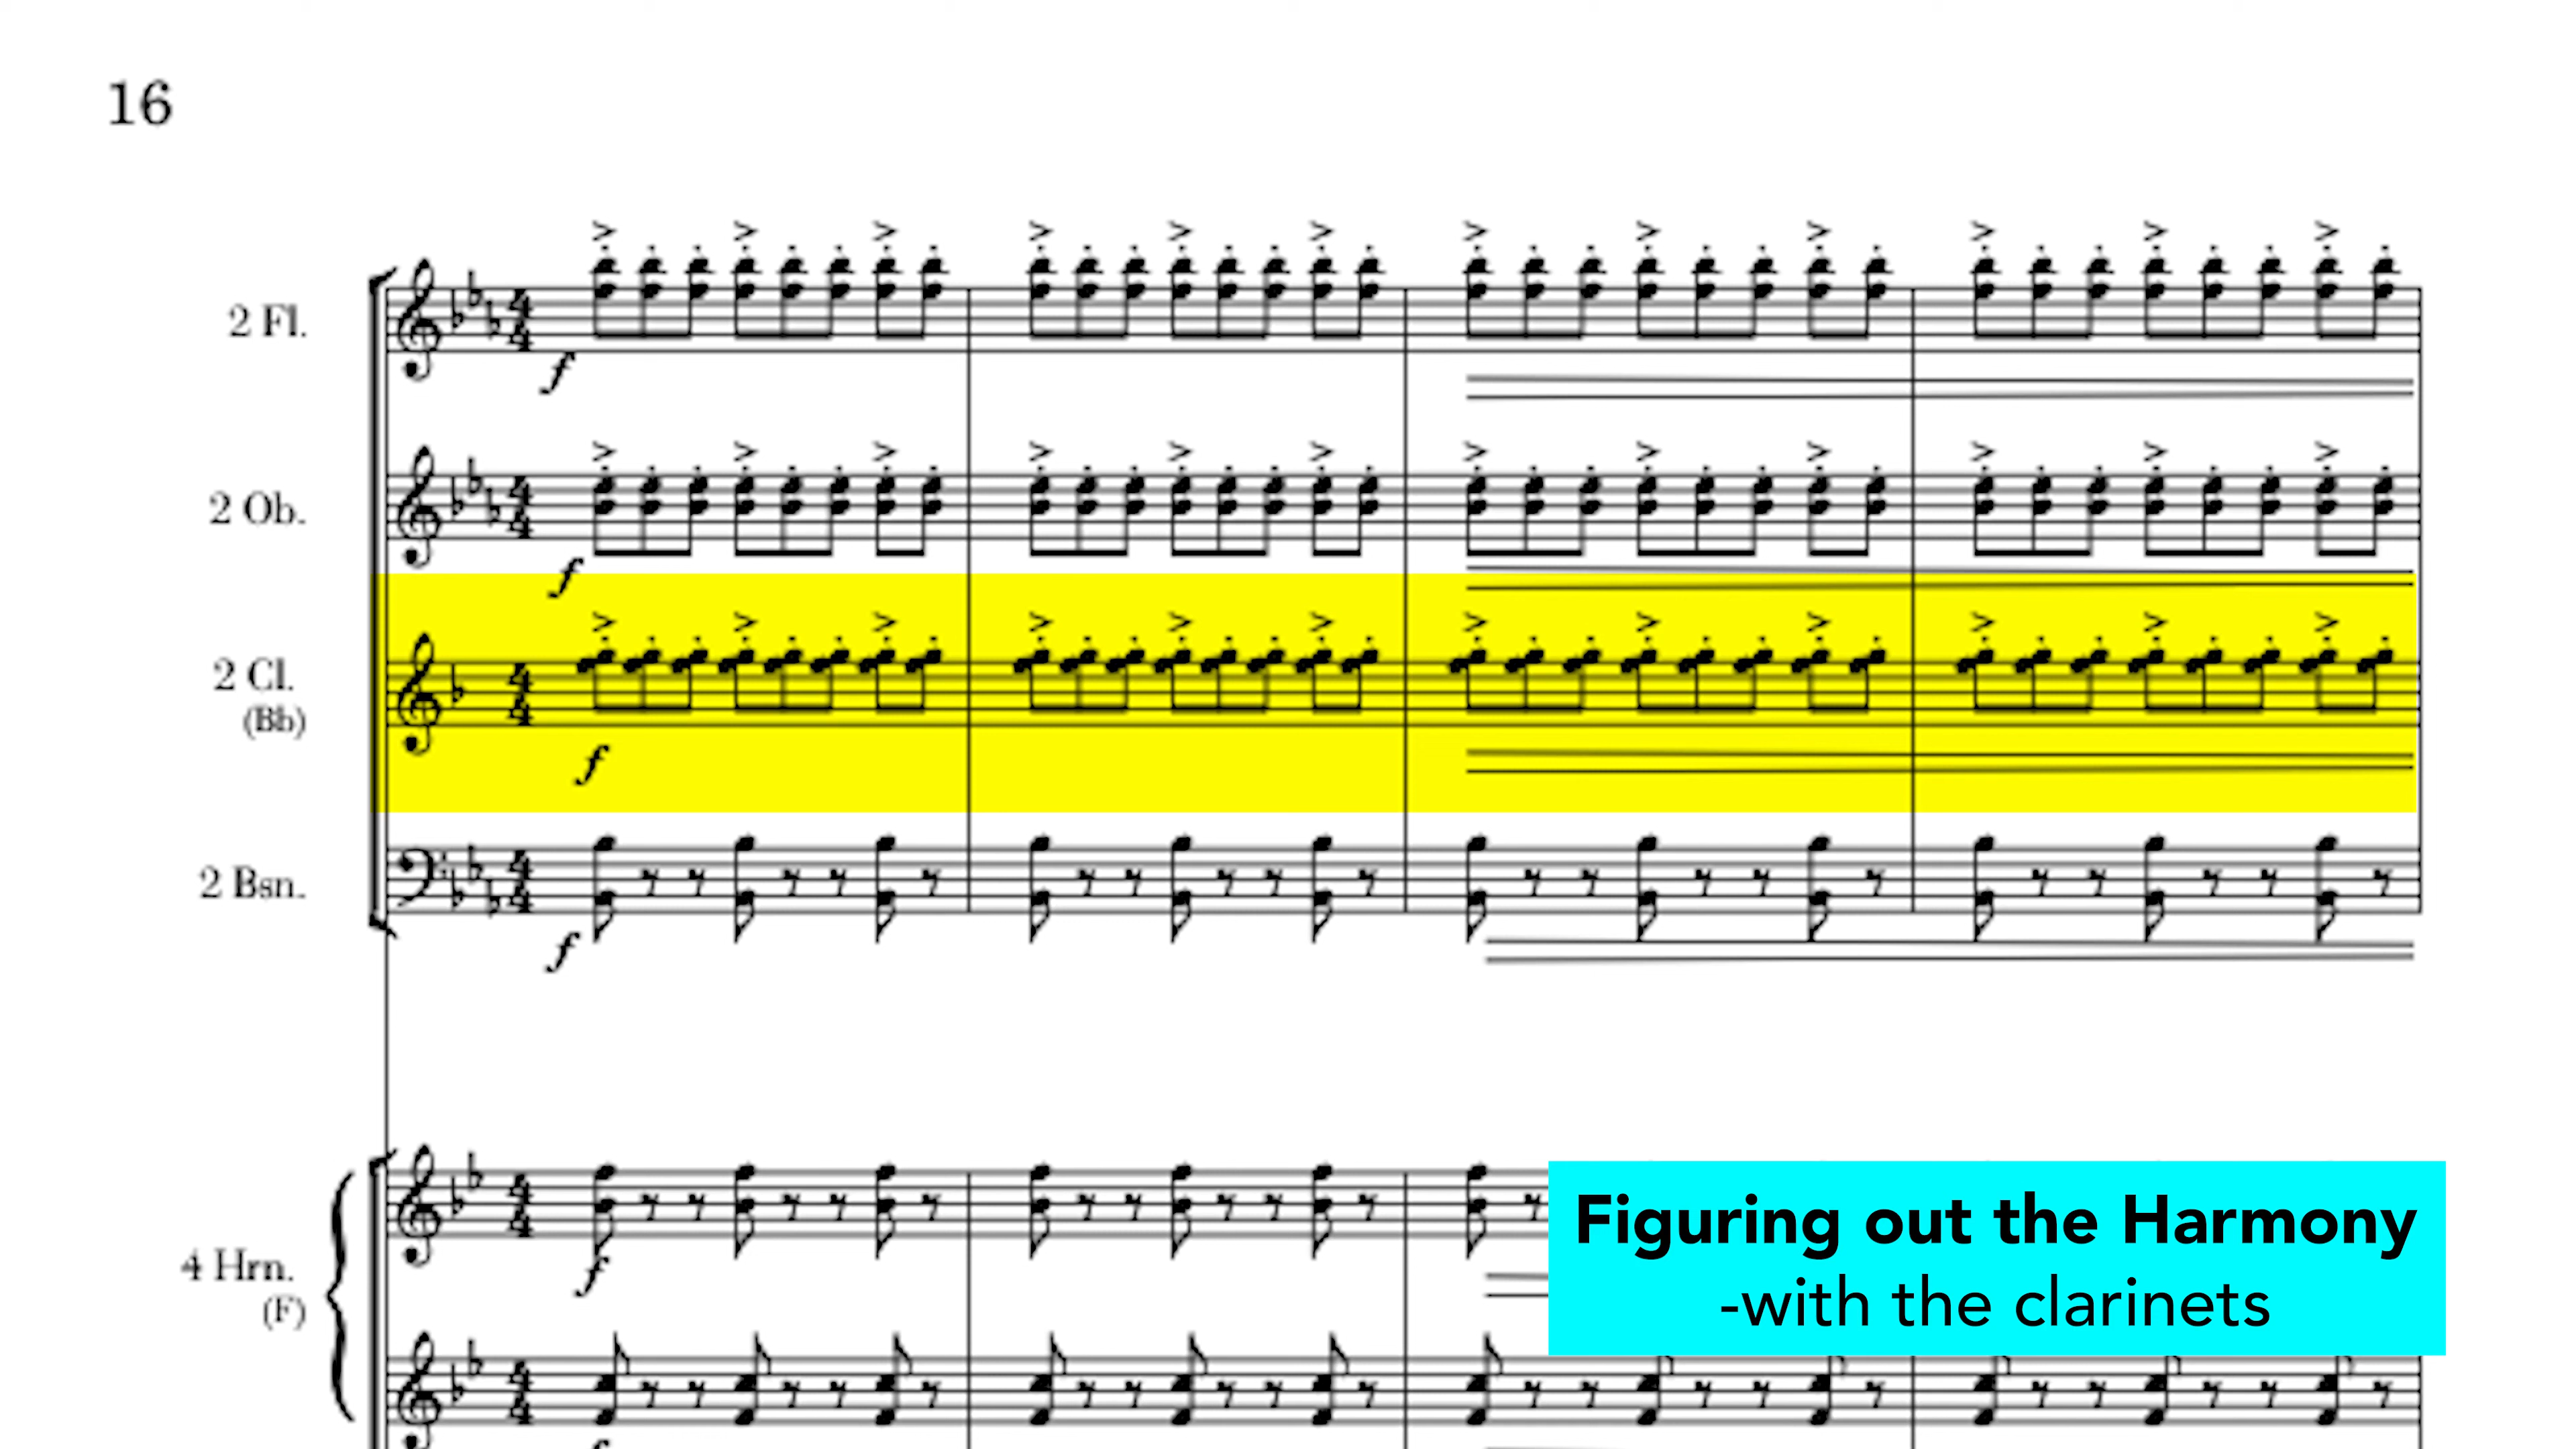 16
2 Fl.
f
2 Ob.
f
2 Cl.
(Bb)
f
2 Bsn.
f
4 Hrn.
(F)
f
Figuring out the Harmony
-with the clarinets